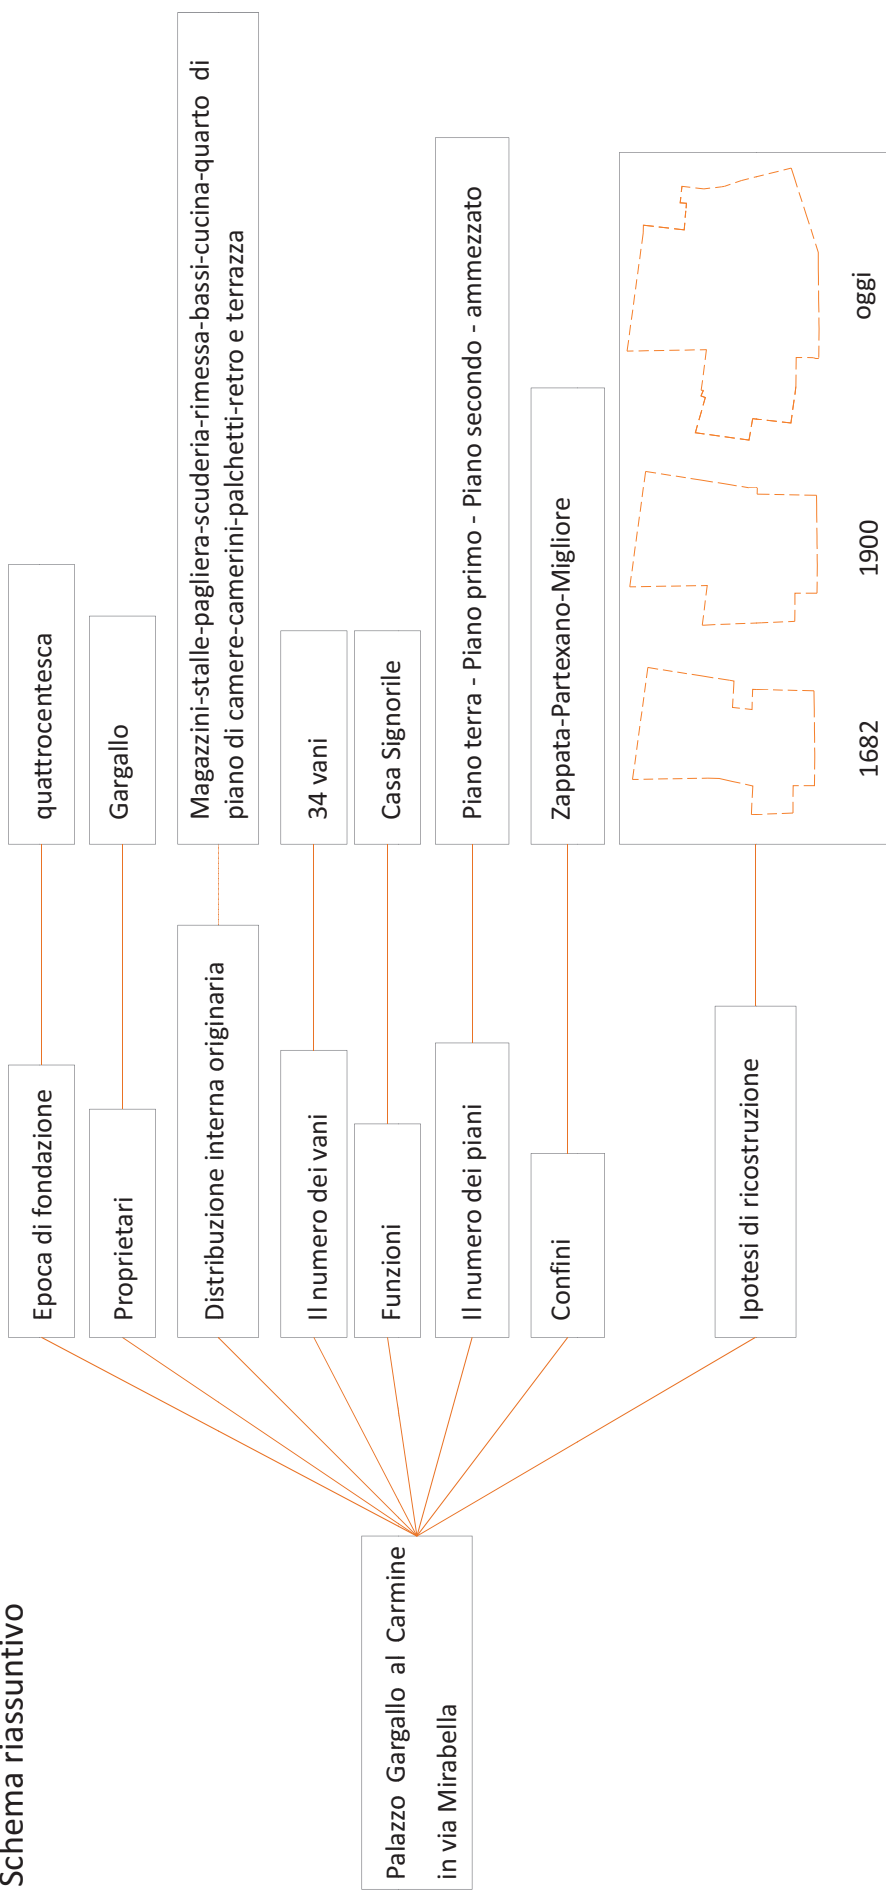 Schema riassuntivo
Palazzo Gargallo al Carmine
in via Mirabella
Epoca di fondazione
quattrocentesca
Proprietari
Gargallo
Distribuzione interna originaria
Magazzini-stalle-pagliera-scuderia-rimessa-bassi-cucina-quarto di
piano di camere-camerini-palchetti-retro e terrazza
Il numero dei vani
34 vani
Funzioni
Casa Signorile
Il numero dei piani
Piano terra - Piano primo - Piano secondo - ammezzato
Confini
Zappata-Partexano-Migliore
Ipotesi di ricostruzione
1682
1900
oggi